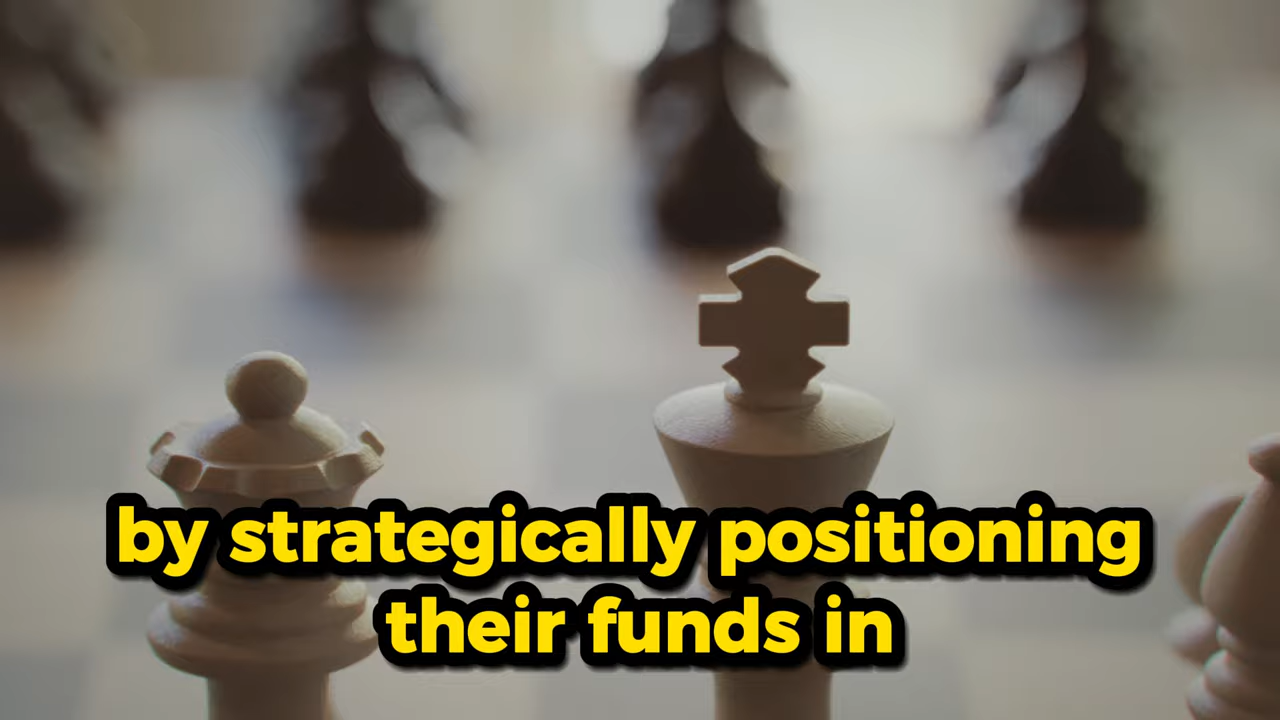 by strategically positioning
their funds in